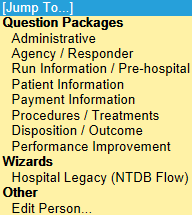 [Jump To...]
Question Packages
Administrative
Agency / Responder
Run Information / Pre-hospital
Patient Information
Payment Information
Procedures / Treatments
Disposition / Outcome
Performance Improvement
Wizards
Hospital Legacy (NTDB Flow)
Other
Edit Person...